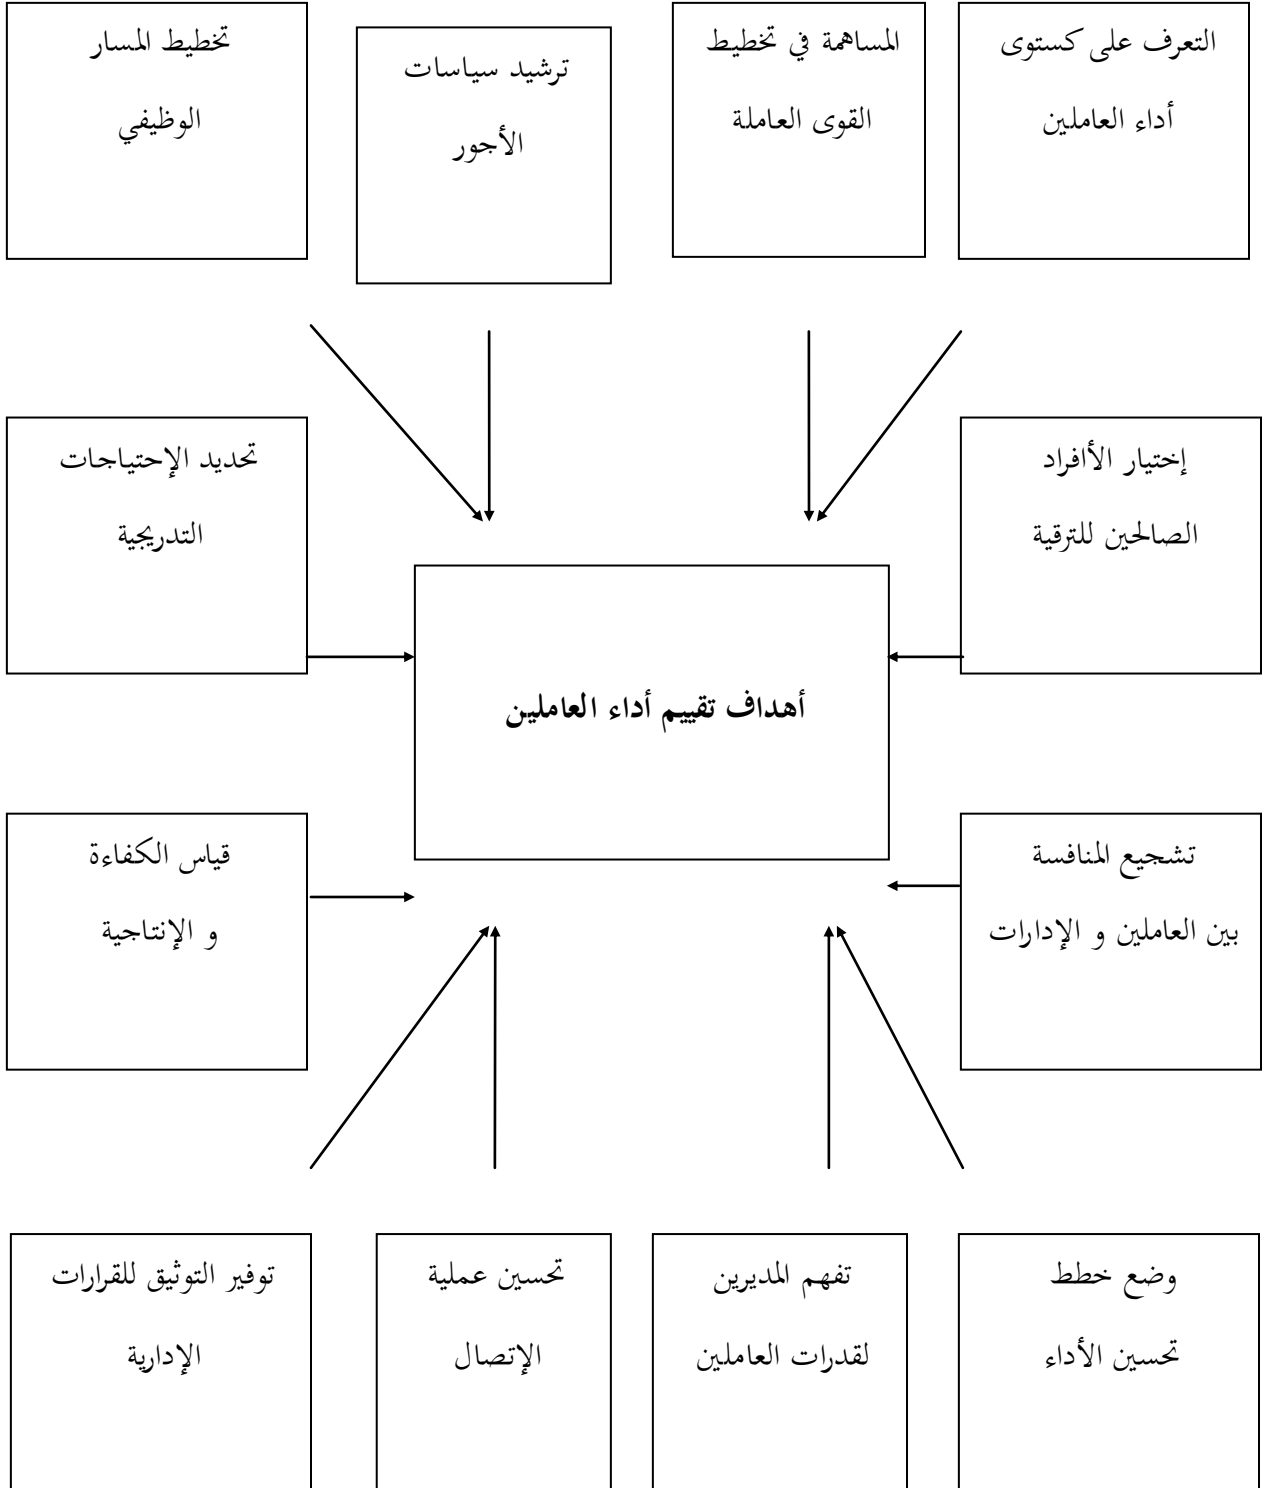 التعرف على كستوى
أداء العاملين
المساهمة في تخطيط
القوى العاملة
ترشيد سياسات
الأجور
تخطيط المسار
الوظيفي
إختيار الأافراد
الصالحين للترقية
تحديد الإحتياجات
التدريجية
أهداف تقييم أداء العاملين
تشجيع المنافسة
بين العاملين و الإدارات
قياس الكفاءة
و الإنتاجية
وضع خطط
تحسين الأداء
تفهم المديرين
لقدرات العاملين
تحسين عملية
الإتصال
توفير التوثيق للقرارات
الإدارية